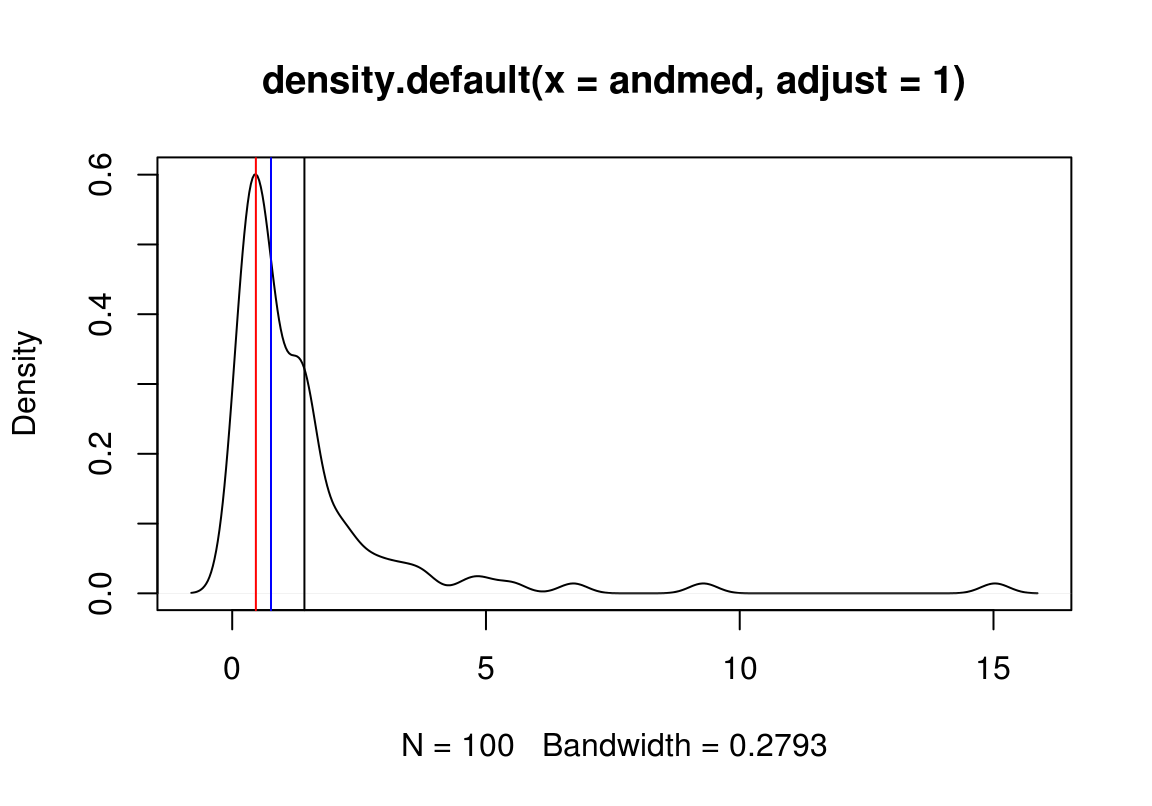 density.default(x = andmed, adjust = 1)
Density
0.6
0.4
0.2
0.0
0 5 10 15
N = 100 Bandwidth = 0.2793